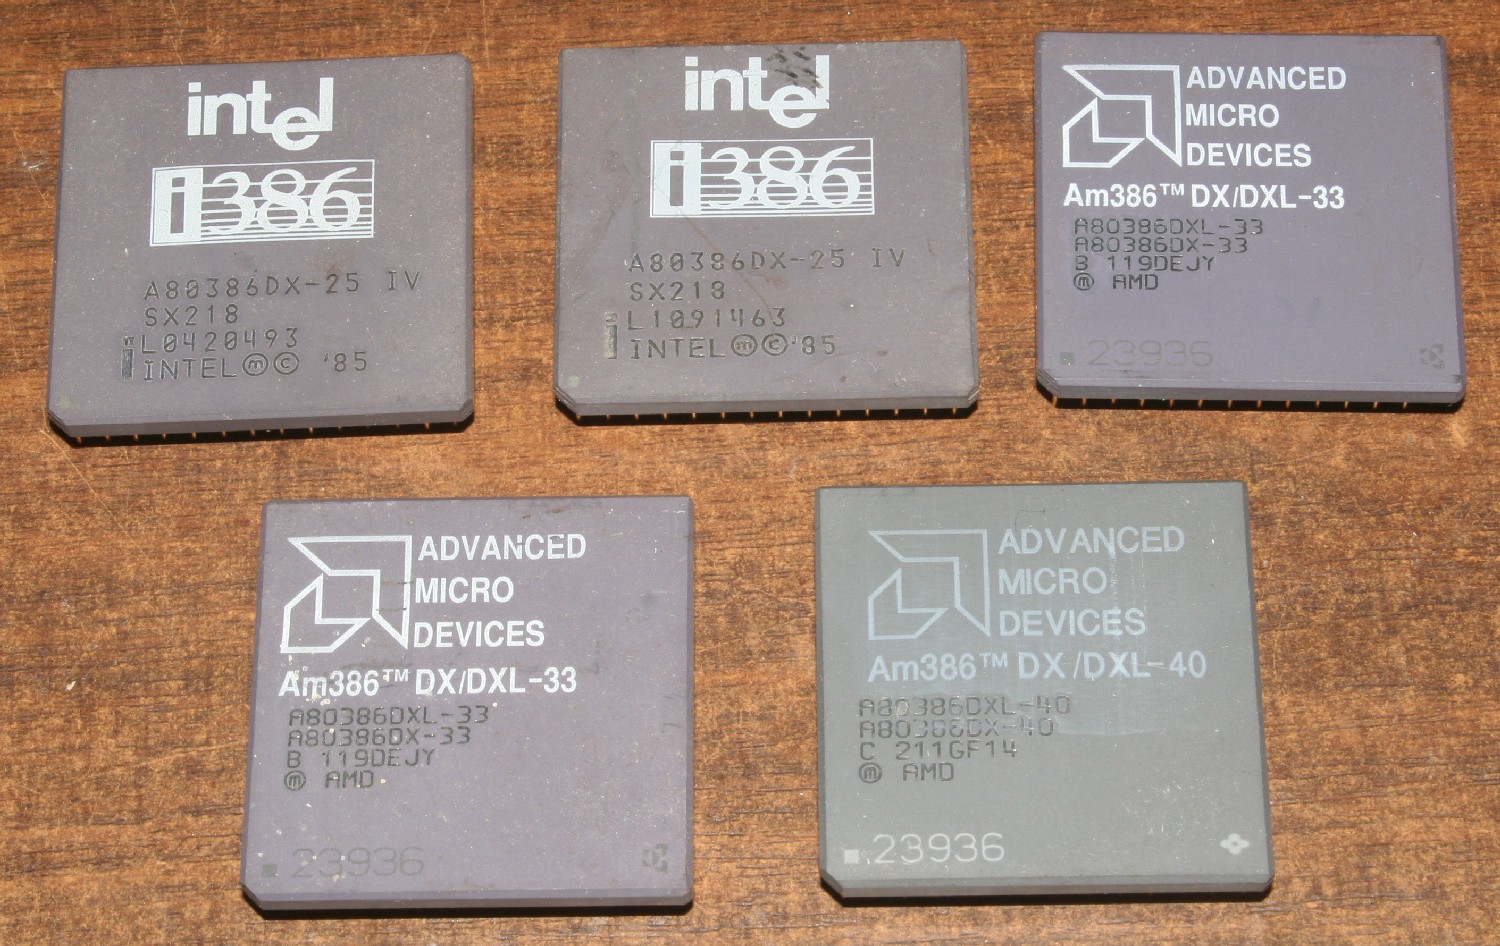 intel
i386
A80386DX-25 IV
SX218
L0420493
INTEL ⓜ © '85
intel
i386
A80386DX-25 IV
SX218
L1091463
INTEL ⓜ © '85
ADVANCED
MICRO
DEVICES
Am386™ DX/DXL-33
A80386DXL-33
A80386DX-33
B 119DEJY
ⓜ AMD
23936
ADVANCED
MICRO
DEVICES
Am386™ DX/DXL-33
A80386DXL-33
A80386DX-33
B 119DEJY
ⓜ AMD
23936
ADVANCED
MICRO
DEVICES
Am386™ DX/DXL-40
A80386DXL-40
A80386DX-40
C 211GF14
ⓜ AMD
23936